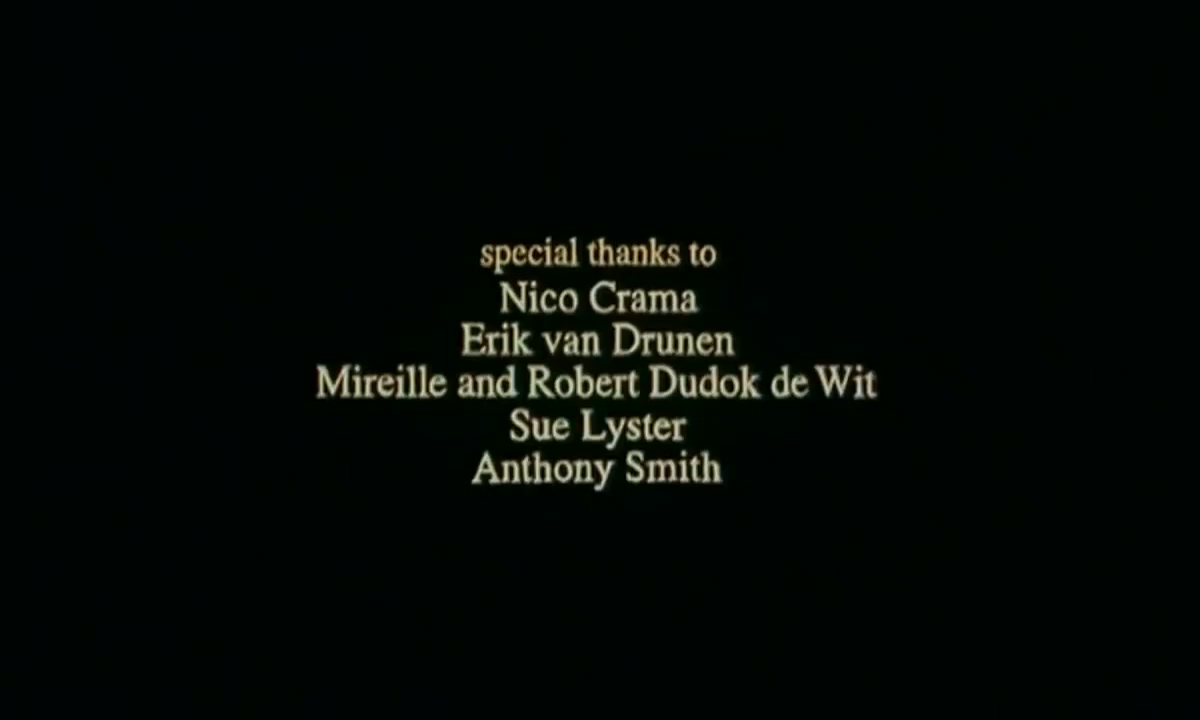 special thanks to
Nico Crama
Erik van Drunen
Mireille and Robert Dudok de Wit
Sue Lyster
Anthony Smith